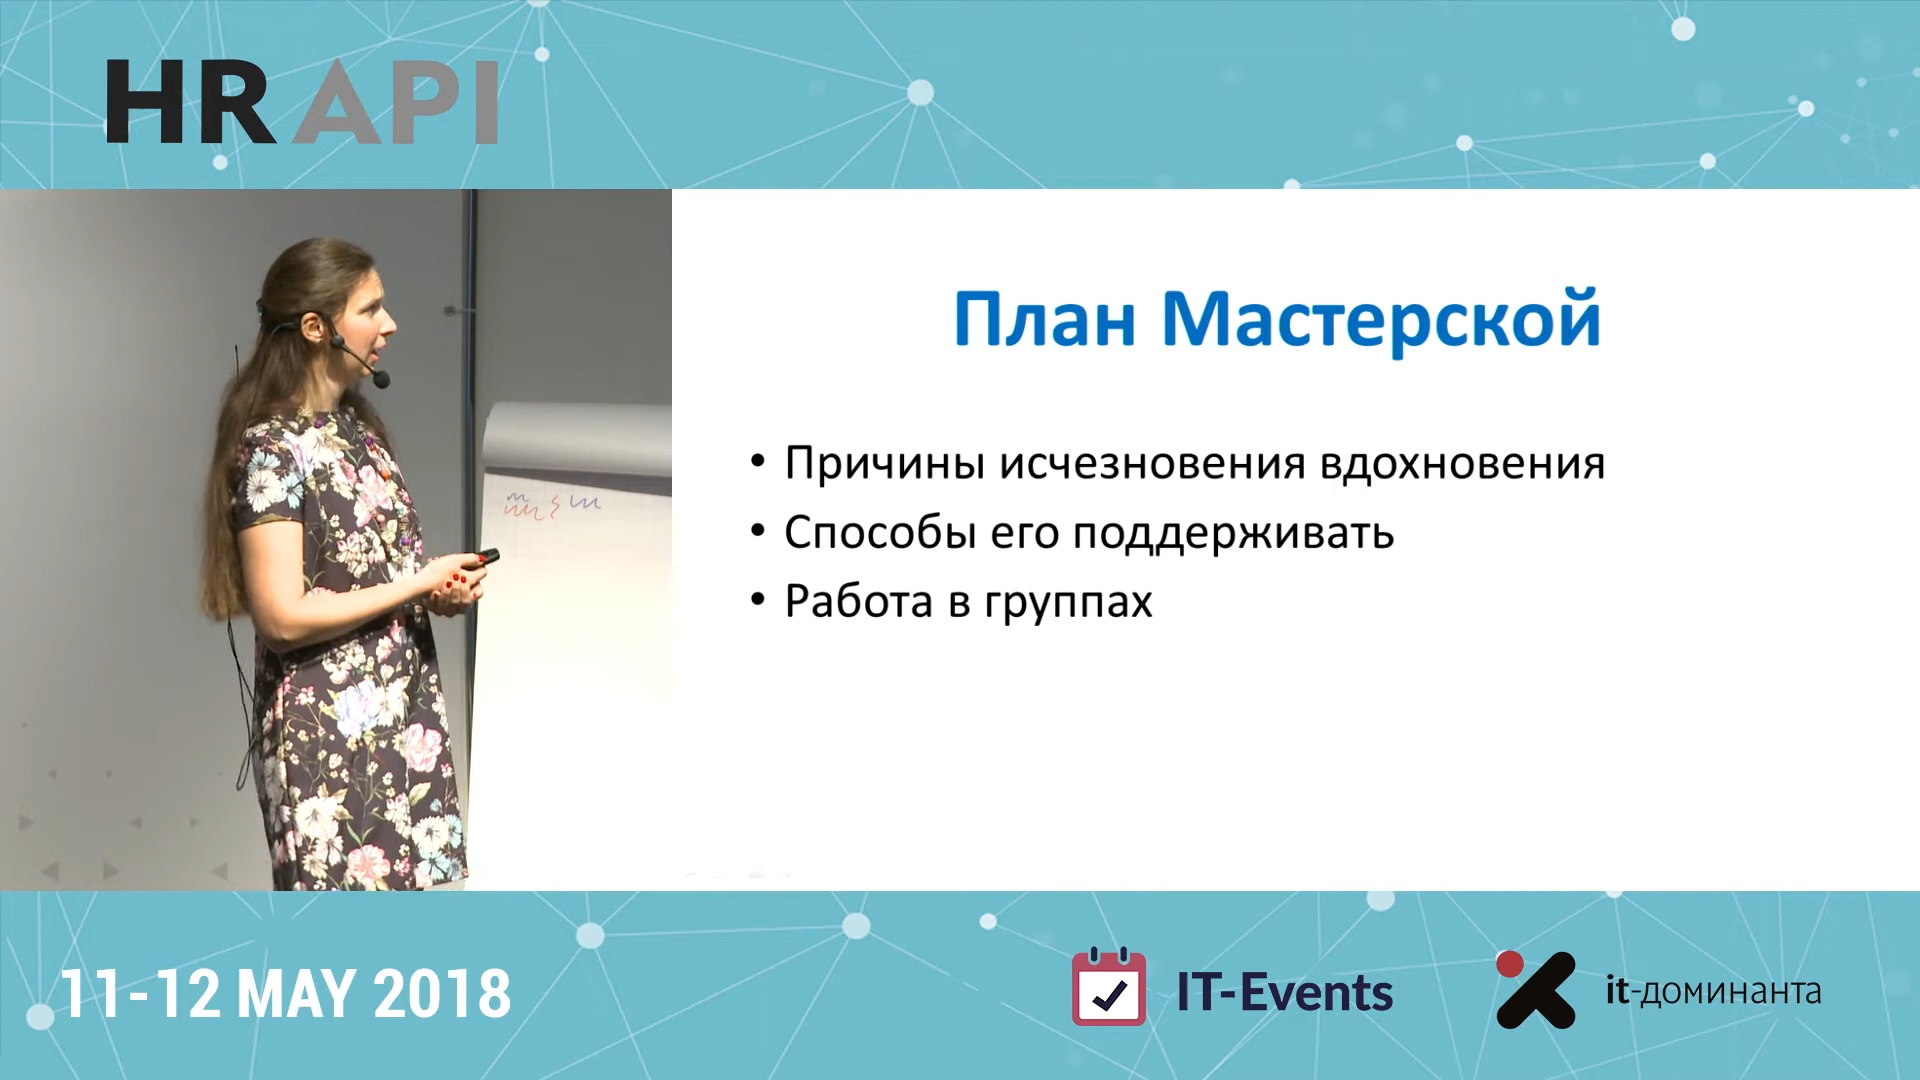 HR API
План Мастерской
• Причины исчезновения вдохновения
• Способы его поддерживать
• Работа в группах
11-12 MAY 2018
IT-Events
it-доминанта